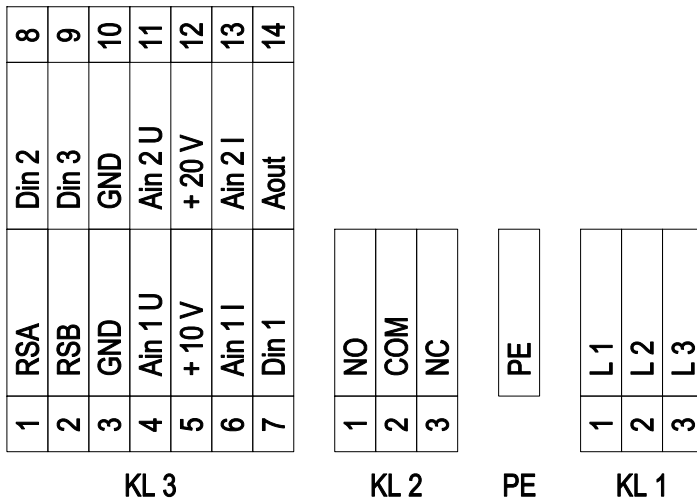 8 9 10 11 12 13 14
Din 2 Din 3 GND Ain 2 U + 20 V Ain 2 I Aout
RSA RSB GND Ain 1 U + 10 V Ain 1 I Din 1 NO COM NC PE L 1 L 2 L 3
1 2 3 4 5 6 7 1 2 3 1 2 3
KL 3 KL 2 PE KL 1